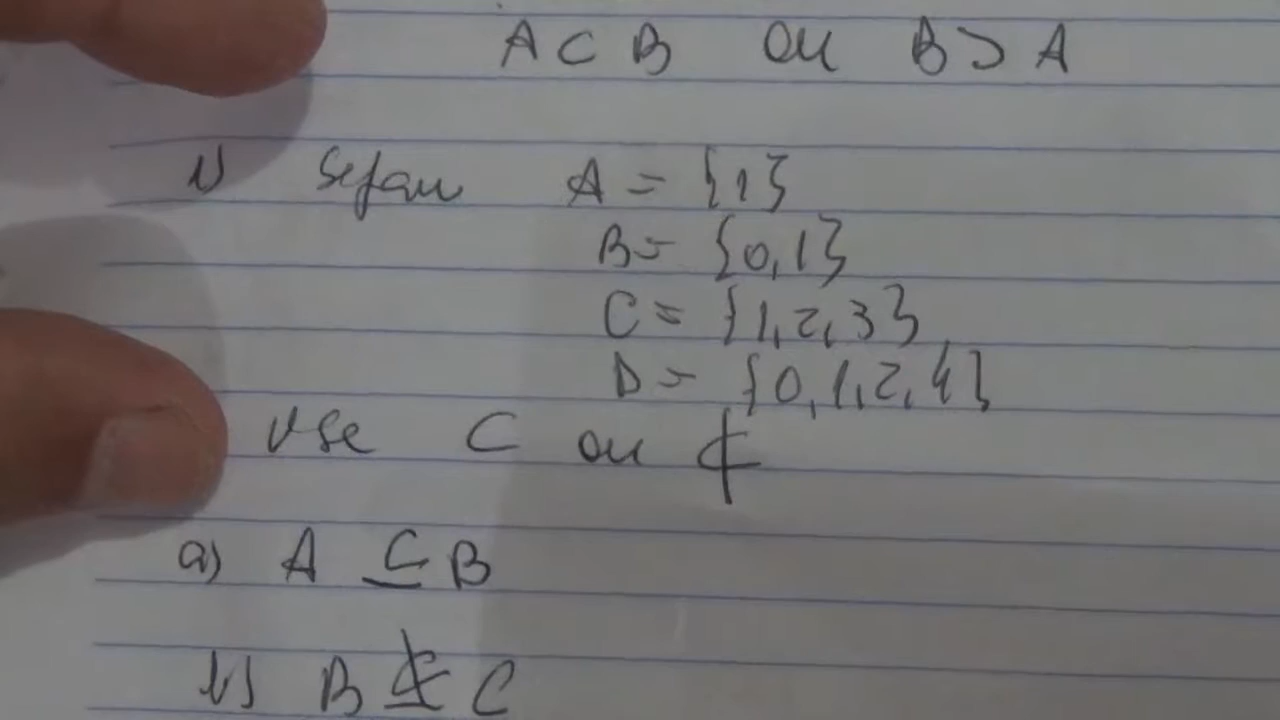 A ⊂ B ou B ⊃ A
1) Sejam A = {1}
B = {0,1}
C = {1,2,3}
D = {0,1,2,4}
use ⊂ ou ⊄
a) A ⊂ B
b) B ⊄ C